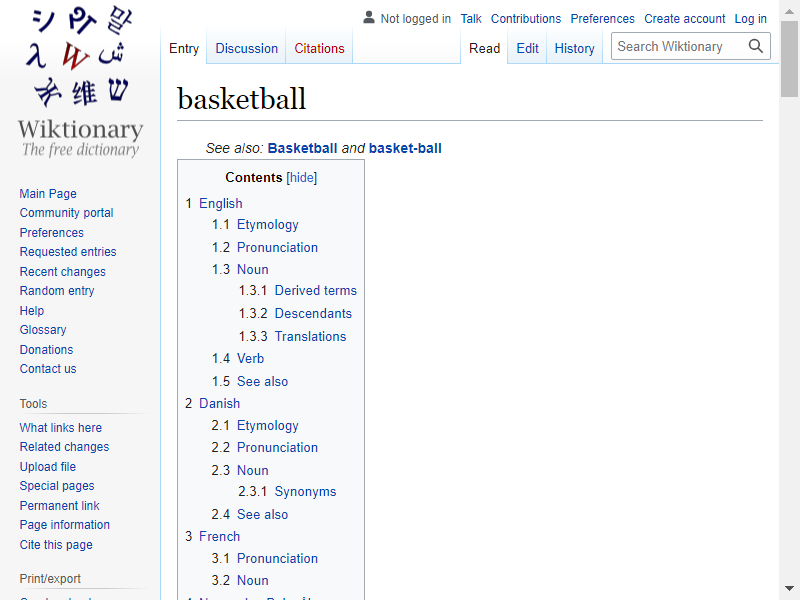 Not logged in Talk Contributions Preferences Create account Log in
Entry Discussion Citations Read Edit History Search Wiktionary
シ 말
λ W ش
维 ש
Wiktionary
The free dictionary
Main Page
Community portal
Preferences
Requested entries
Recent changes
Random entry
Help
Glossary
Donations
Contact us
Tools
What links here
Related changes
Upload file
Special pages
Permanent link
Page information
Cite this page
Print/export
basketball
See also: Basketball and basket-ball
Contents [hide]
1 English
1.1 Etymology
1.2 Pronunciation
1.3 Noun
1.3.1 Derived terms
1.3.2 Descendants
1.3.3 Translations
1.4 Verb
1.5 See also
2 Danish
2.1 Etymology
2.2 Pronunciation
2.3 Noun
2.3.1 Synonyms
2.4 See also
3 French
3.1 Pronunciation
3.2 Noun